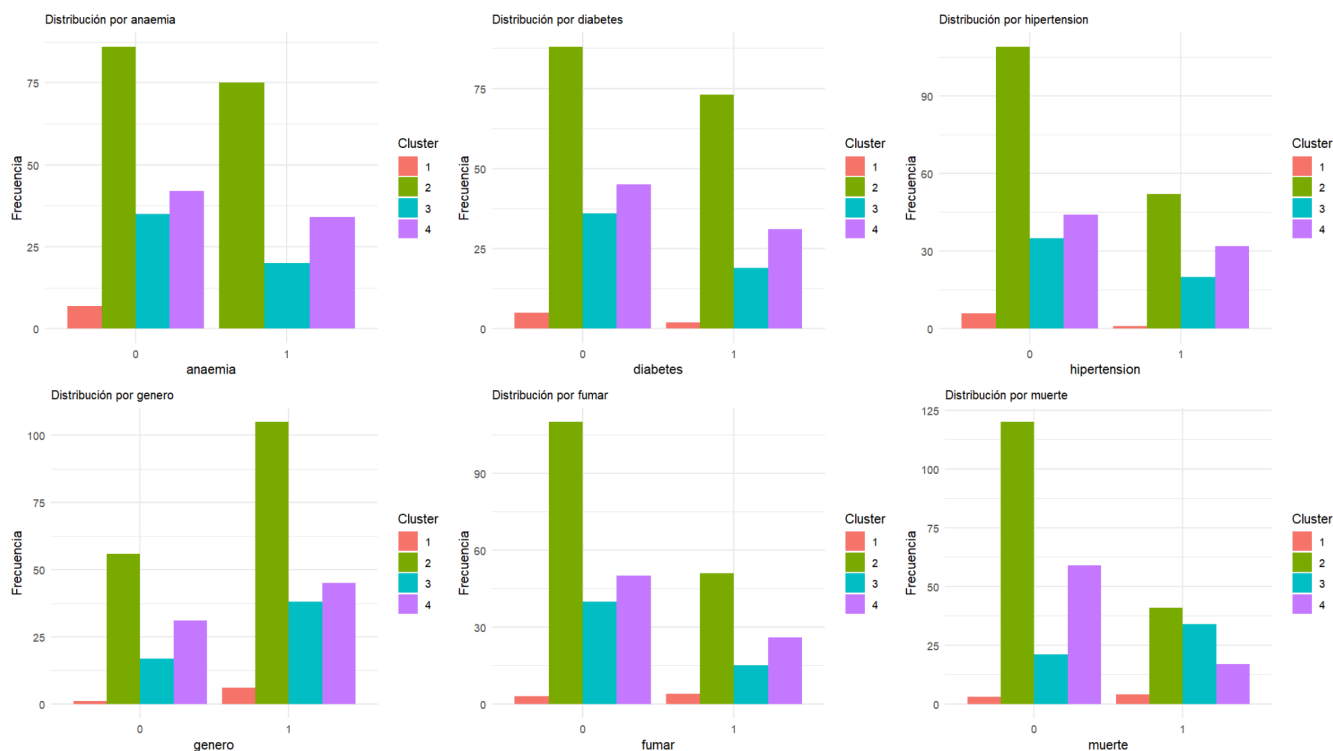 Distribución por anaemia
Frecuencia
75
50
25
0
0 1
anaemia
Cluster
1
2
3
4
Distribución por diabetes
Frecuencia
75
50
25
0
0 1
diabetes
Cluster
1
2
3
4
Distribución por hipertension
Frecuencia
90
60
30
0
0 1
hipertension
Cluster
1
2
3
4
Distribución por genero
Frecuencia
100
75
50
25
0
0 1
genero
Cluster
1
2
3
4
Distribución por fumar
Frecuencia
90
60
30
0
0 1
fumar
Cluster
1
2
3
4
Distribución por muerte
Frecuencia
125
100
75
50
25
0
0 1
muerte
Cluster
1
2
3
4